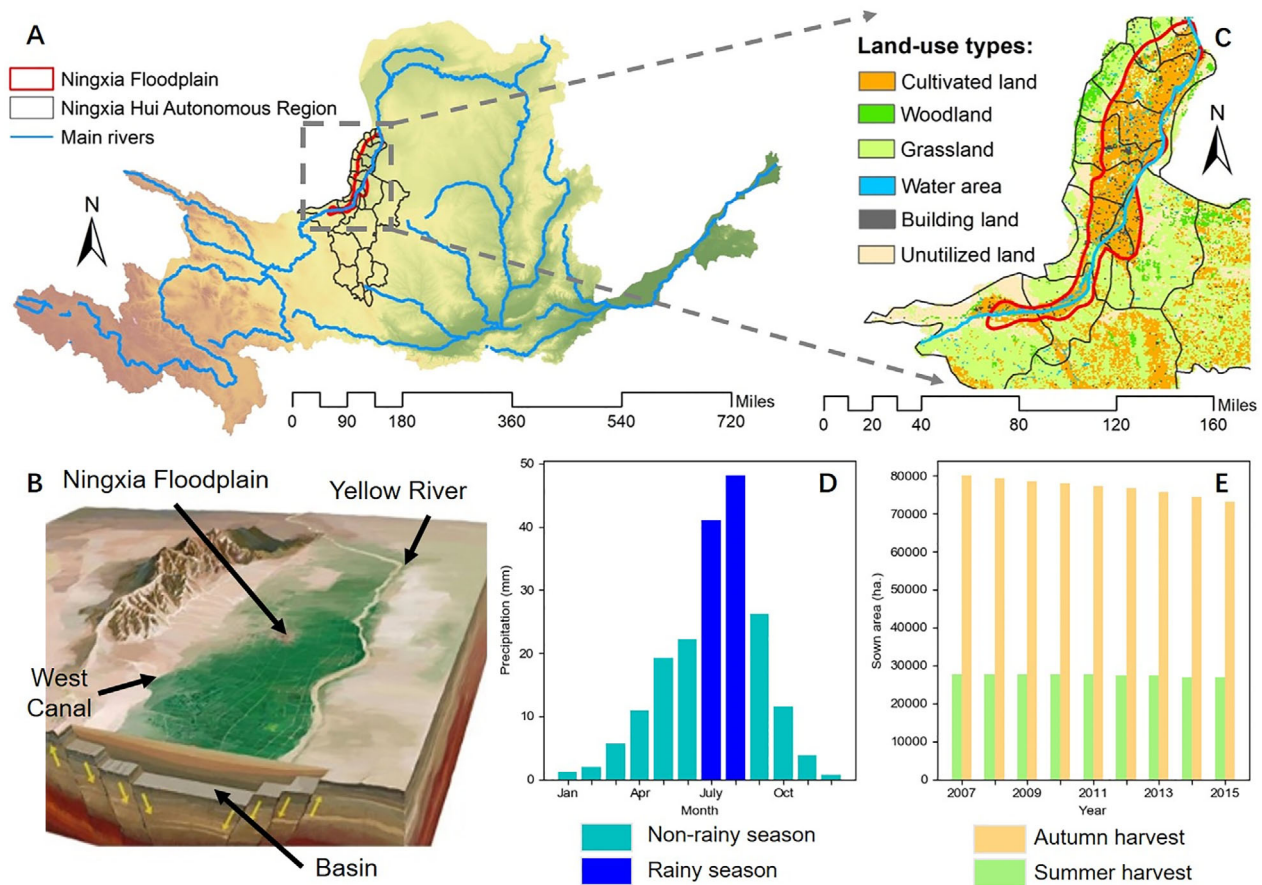 A
Ningxia Floodplain
Ningxia Hui Autonomous Region
Main rivers
N
Miles
0 90 180 360 540 720
Land-use types:
Cultivated land
Woodland
Grassland
Water area
Building land
Unutilized land
C
N
Miles
0 20 40 80 120 160
B
Ningxia
Floodplain
Yellow River
West
Canal
Basin
D
Precipitation (mm)
50
40
30
20
10
0
Jan Apr July Oct
Month
Non-rainy season
Rainy season
E
Sown area (ha.)
80000
70000
60000
50000
40000
30000
20000
10000
0
2007 2009 2011 2013 2015
Year
Autumn harvest
Summer harvest